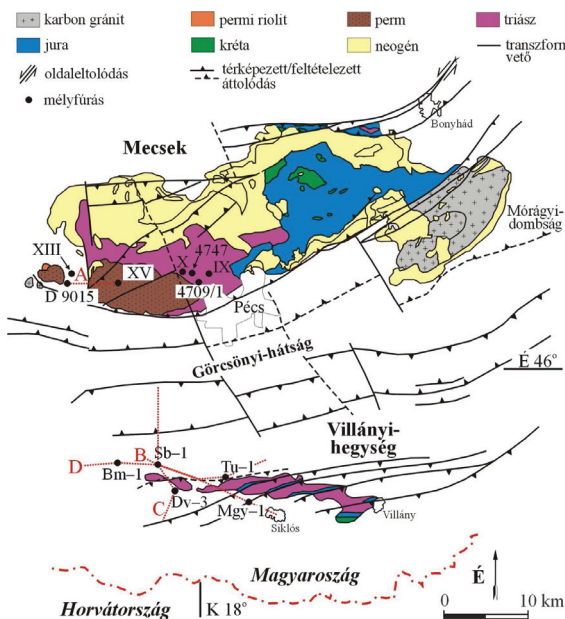 karbon gránit
permi riolit
perm
triász
jura
kréta
neogén
transzform
vető
oldaleltolódás
térképezett/feltételezett
áttolódás
mélyfúrás
Bonyhád
Mecsek
Mórágyi-
dombság
XIII
A
XV
X
4747
IX
D 9015
4709/1
Pécs
Görcsönyi-hátság
É 46°
Villányi-
hegység
B
Sb–1
D
Tu–1
Bm–1
Dv–3
C
Mgy–1
Siklós
Villány
Magyaroszág
Horvátország
K 18°
É
0
10 km